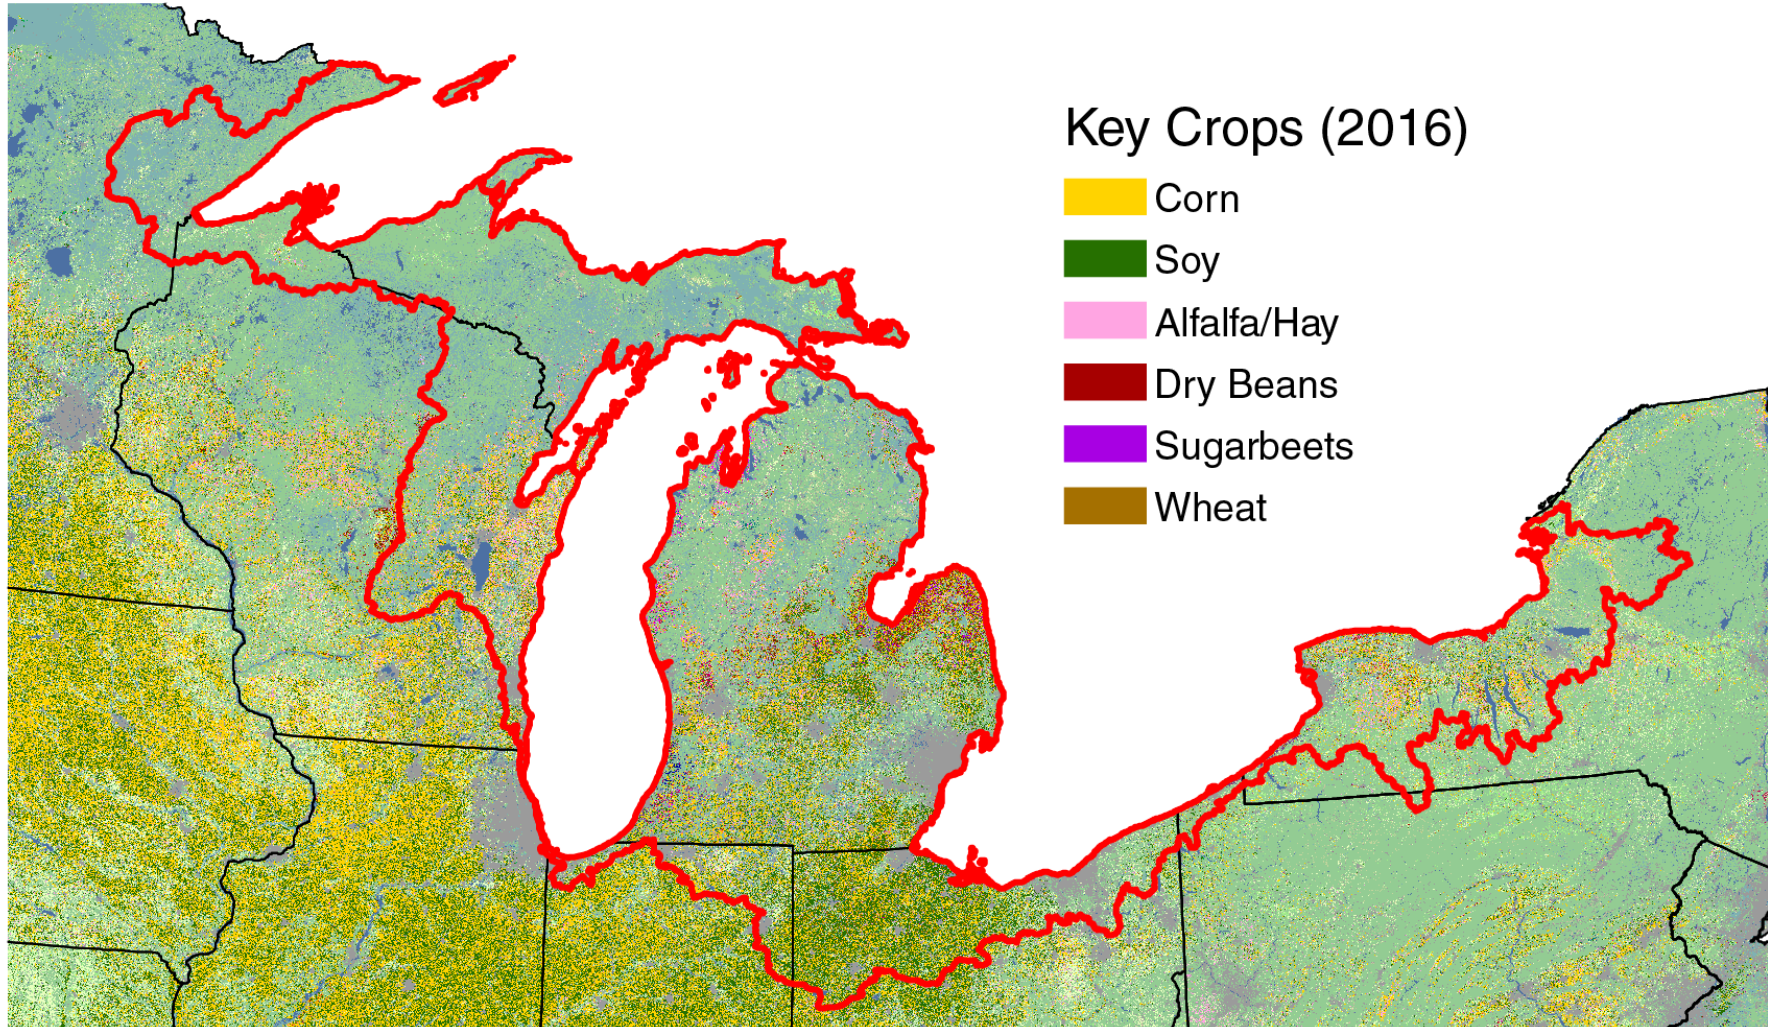 Key Crops (2016)
Corn
Soy
Alfalfa/Hay
Dry Beans
Sugarbeets
Wheat